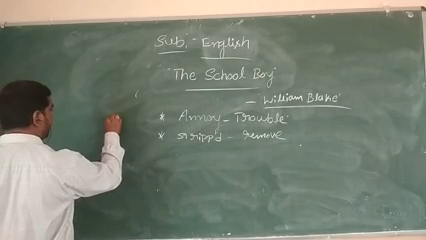 Sub:- English
"The School Boy"
- William Blake"
* Annoy - Trouble
* stripp'd - remove